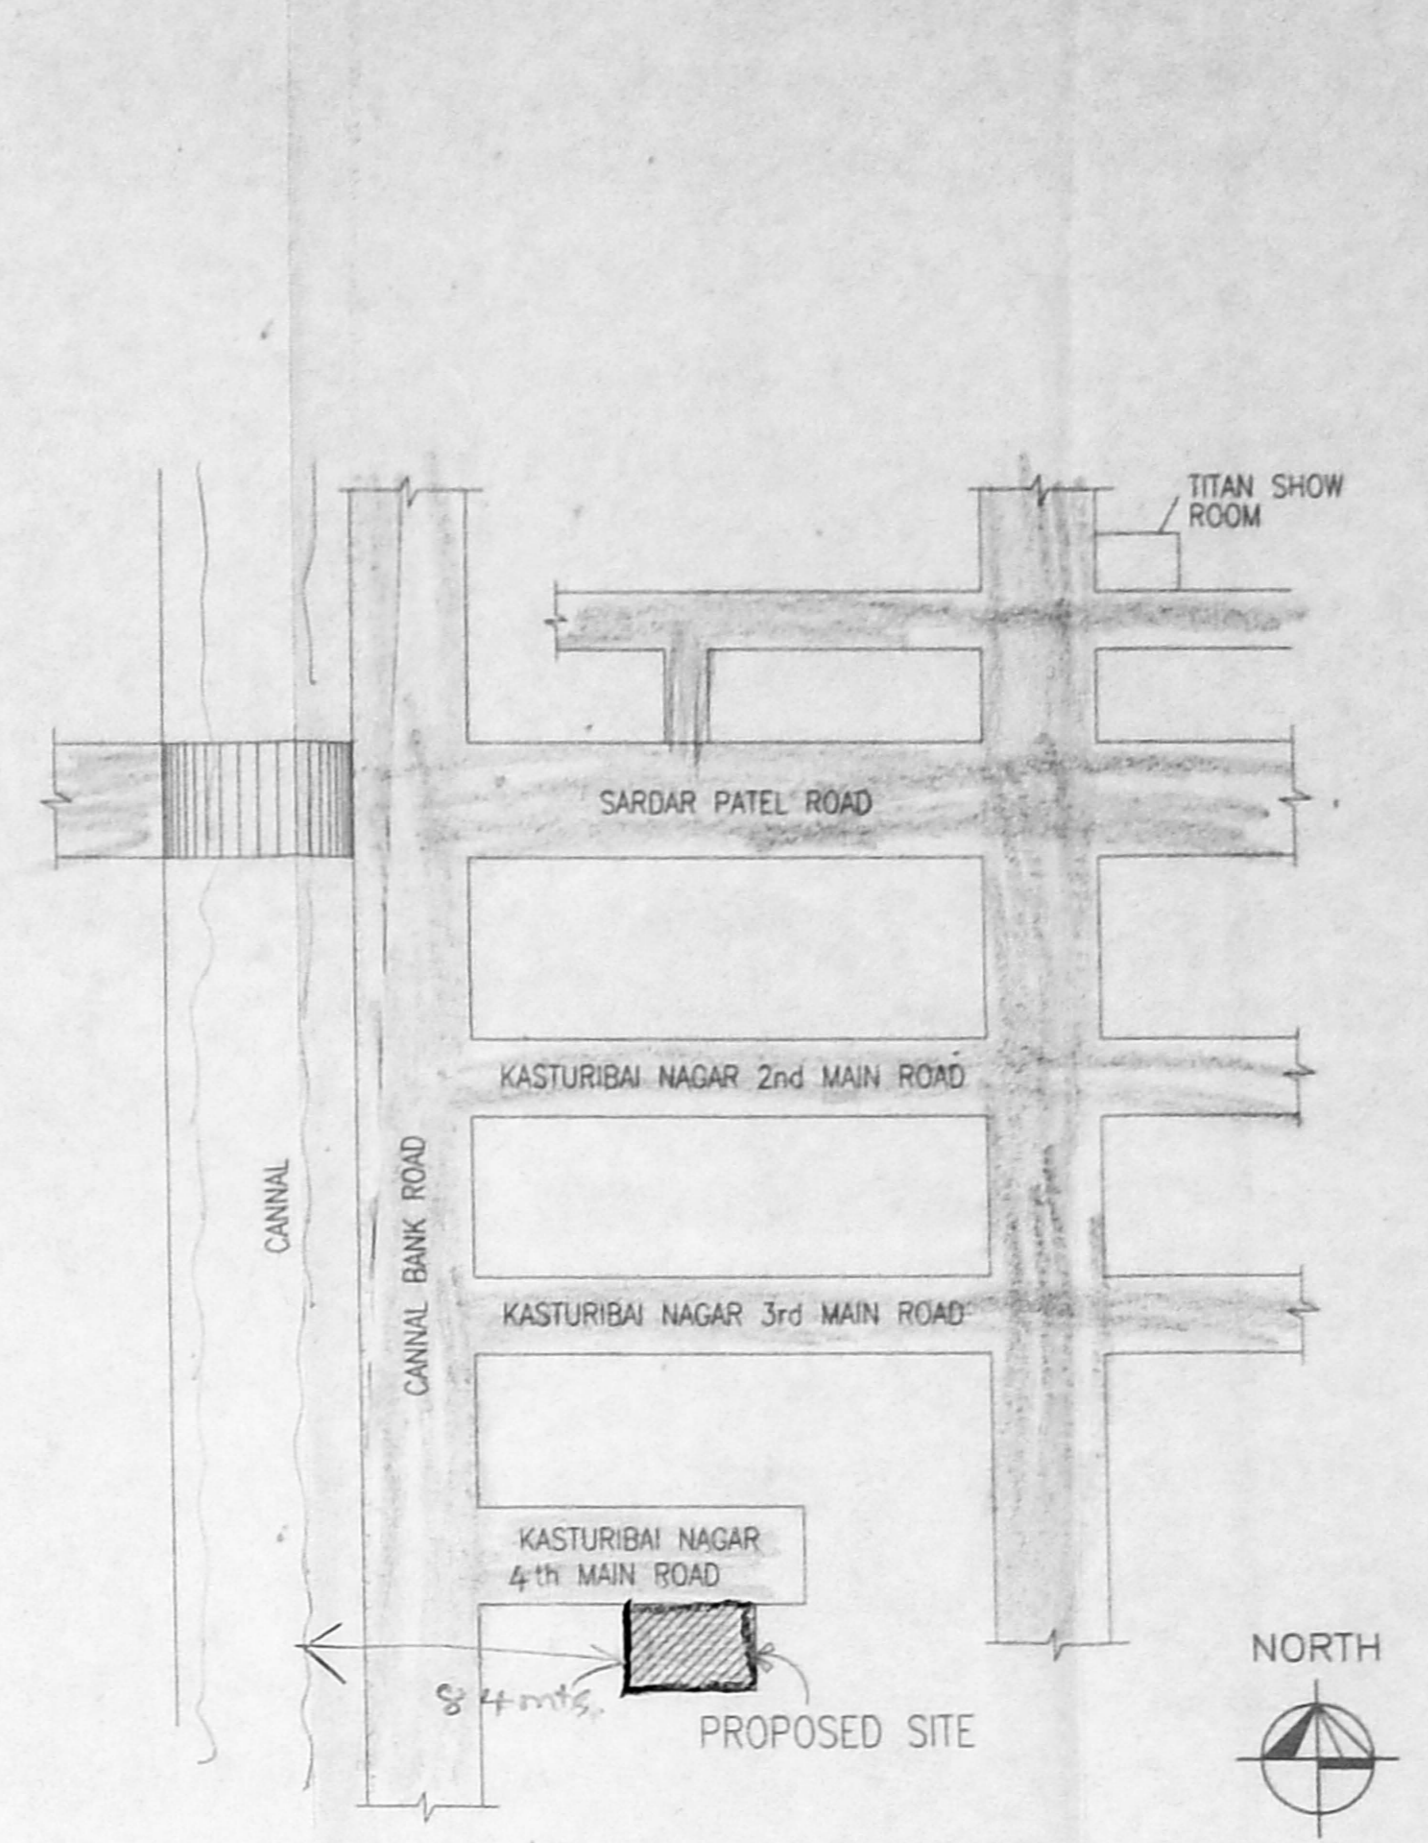 TITAN SHOW
ROOM
SARDAR PATEL ROAD
KASTURIBAI NAGAR 2nd MAIN ROAD
CANNAL
CANNAL BANK ROAD
KASTURIBAI NAGAR 3rd MAIN ROAD
KASTURIBAI NAGAR
4th MAIN ROAD
84 mts.
PROPOSED SITE
NORTH